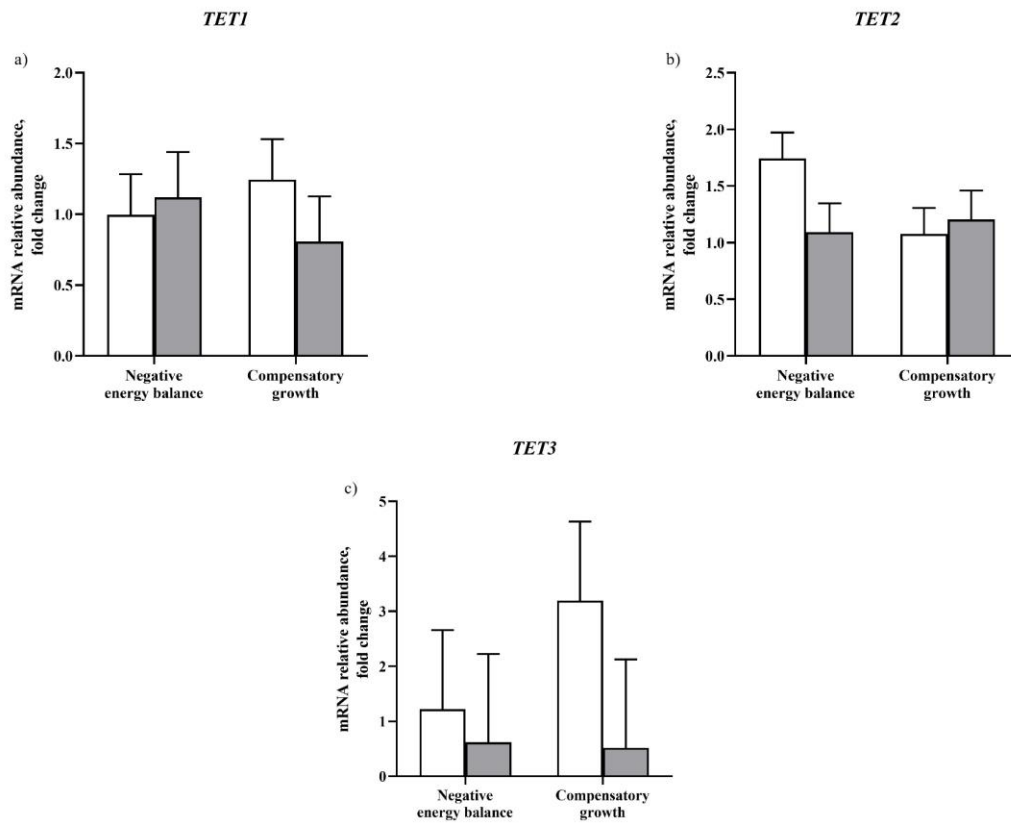 TET1
a)
mRNA relative abundance,
fold change
2.0
1.5
1.0
0.5
0.0
Negative
energy balance
Compensatory
growth
TET2
b)
mRNA relative abundance,
fold change
2.5
2.0
1.5
1.0
0.5
0.0
Negative
energy balance
Compensatory
growth
TET3
c)
mRNA relative abundance,
fold change
5
4
3
2
1
0
Negative
energy balance
Compensatory
growth